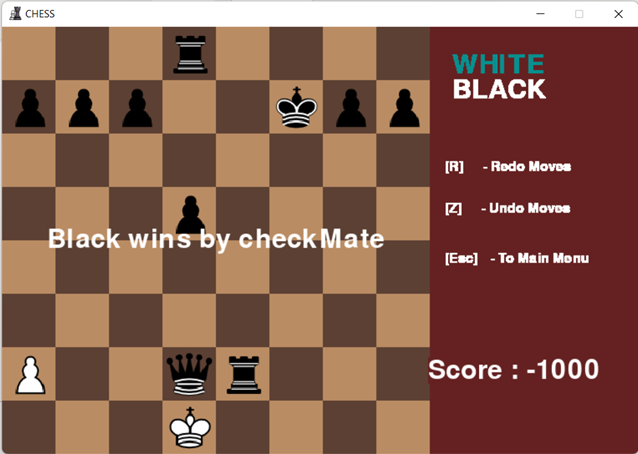 CHESS
WHITE
BLACK
[R] - Redo Moves
[Z] - Undo Moves
Black wins by checkMate
[Esc] - To Main Menu
Score : -1000